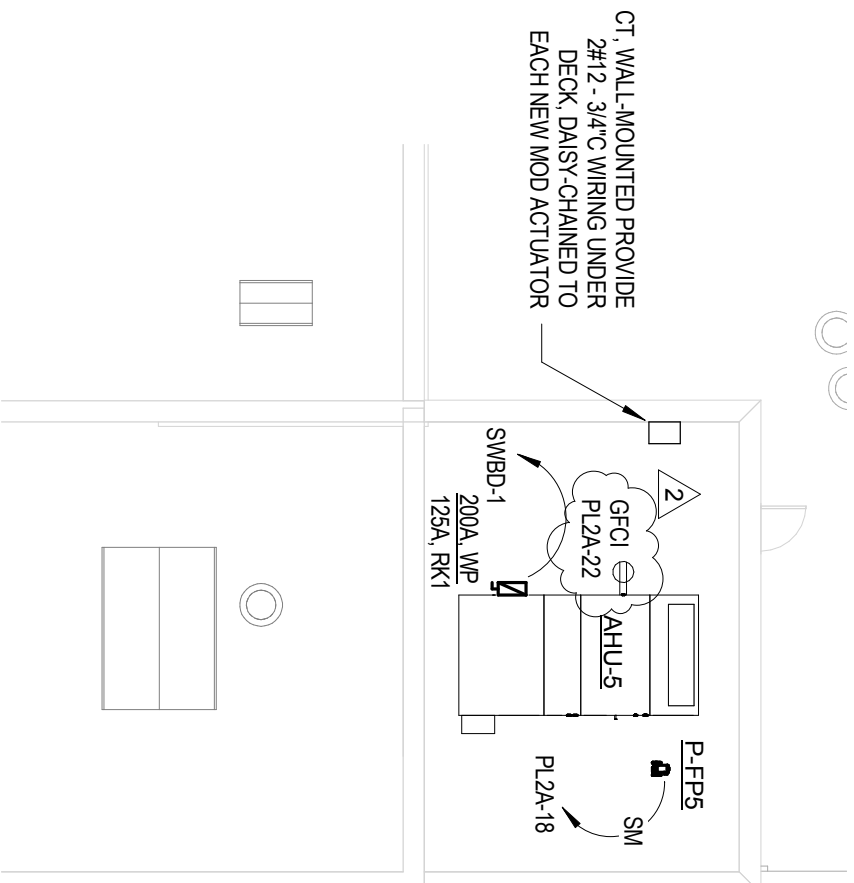 CT, WALL-MOUNTED PROVIDE
2#12 - 3/4"C WIRING UNDER
DECK, DAISY-CHAINED TO
EACH NEW MOD ACTUATOR
2
GFCI
PL2A-22
SWBD-1
200A, WP
125A, RK1
AHU-5
P-FP5
SM
PL2A-18